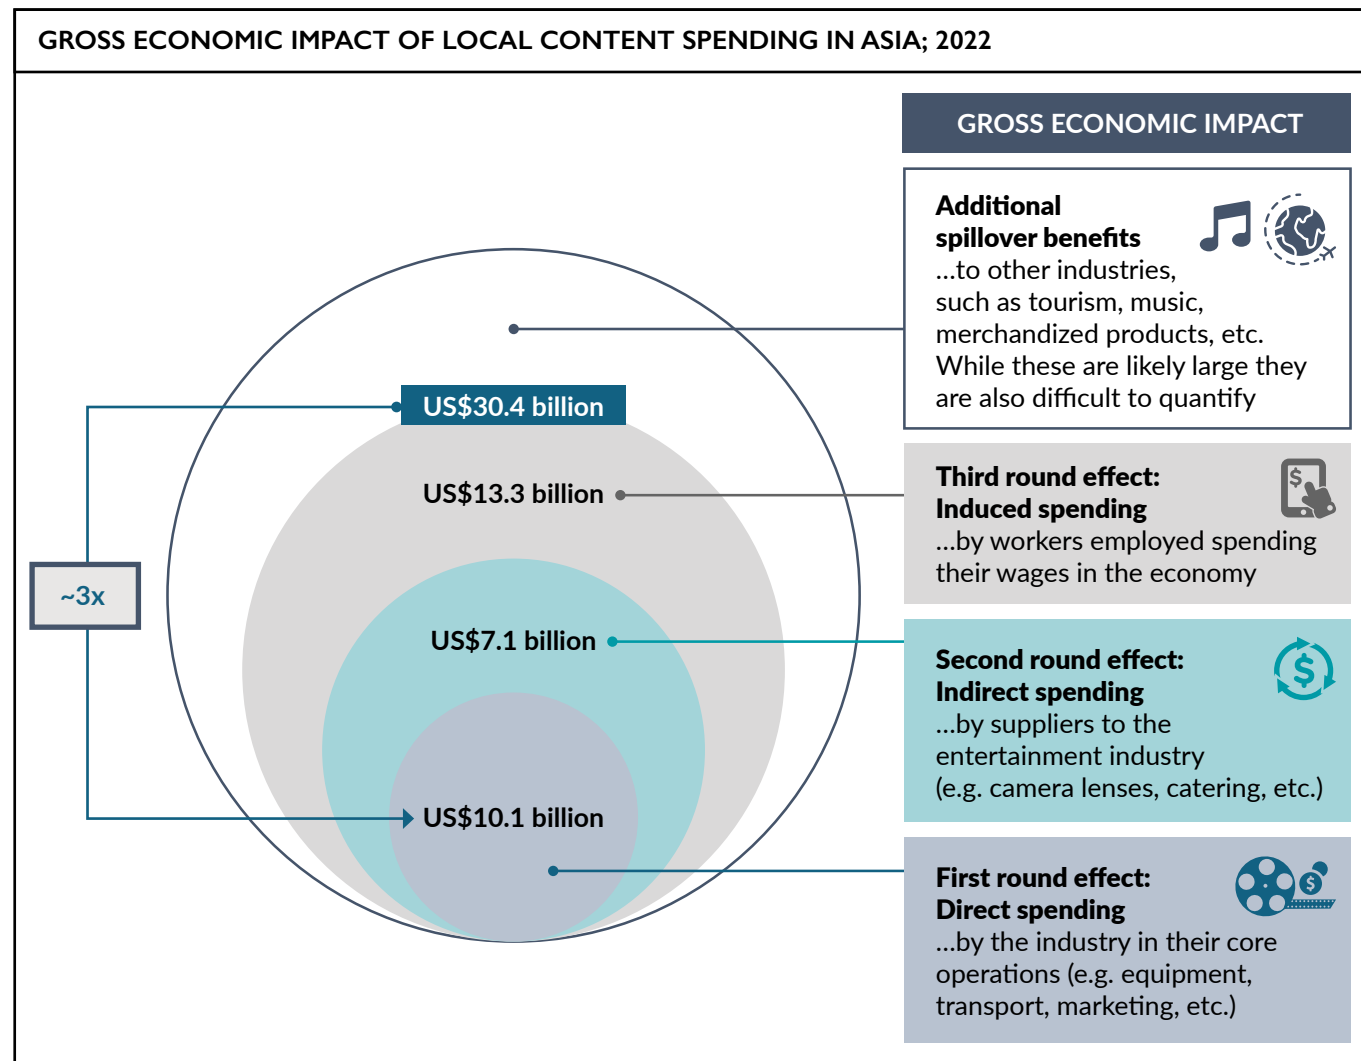 GROSS ECONOMIC IMPACT OF LOCAL CONTENT SPENDING IN ASIA; 2022
GROSS ECONOMIC IMPACT
Additional
spillover benefits
...to other industries,
such as tourism, music,
merchandized products, etc.
While these are likely large they
are also difficult to quantify
US$30.4 billion
US$13.3 billion
Third round effect:
Induced spending
...by workers employed spending
their wages in the economy
~3x
US$7.1 billion
Second round effect:
Indirect spending
...by suppliers to the
entertainment industry
(e.g. camera lenses, catering, etc.)
US$10.1 billion
First round effect:
Direct spending
...by the industry in their core
operations (e.g. equipment,
transport, marketing, etc.)